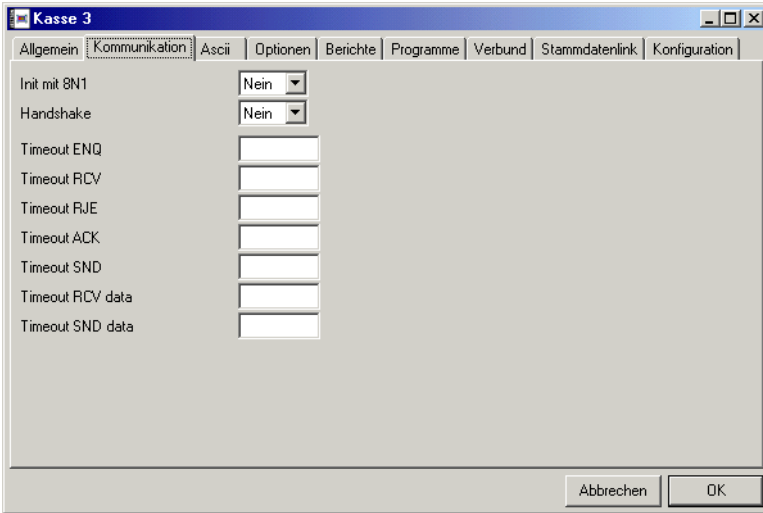 Kasse 3
Allgemein Kommunikation Ascii Optionen Berichte Programme Verbund Stammdatenlink Konfiguration
Init mit 8N1 Nein
Handshake Nein
Timeout ENQ
Timeout RCV
Timeout RJE
Timeout ACK
Timeout SND
Timeout RCV data
Timeout SND data
Abbrechen OK